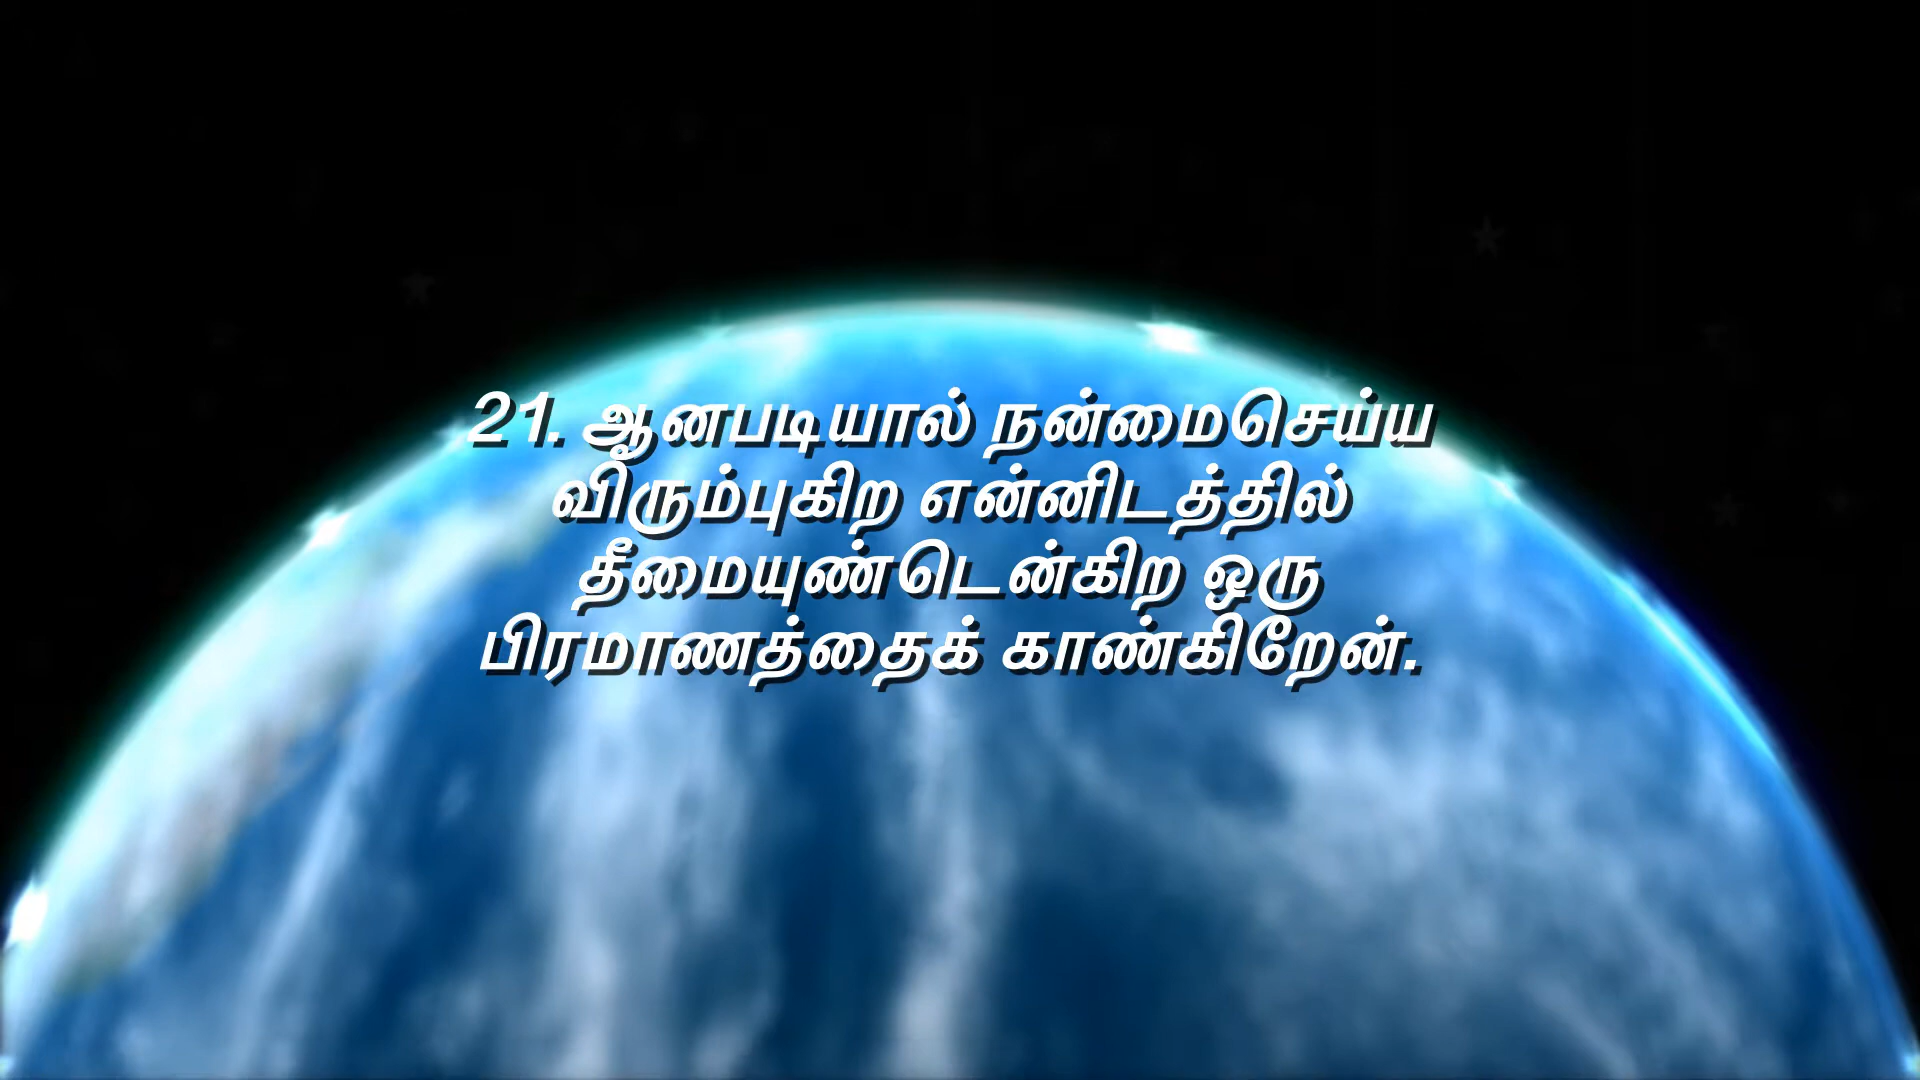 21. ஆனபடியால் நன்மைசெய்ய
விரும்புகிற என்னிடத்தில்
தீமையுண்டென்கிற ஒரு
பிரமாணத்தைக் காண்கிறேன்.